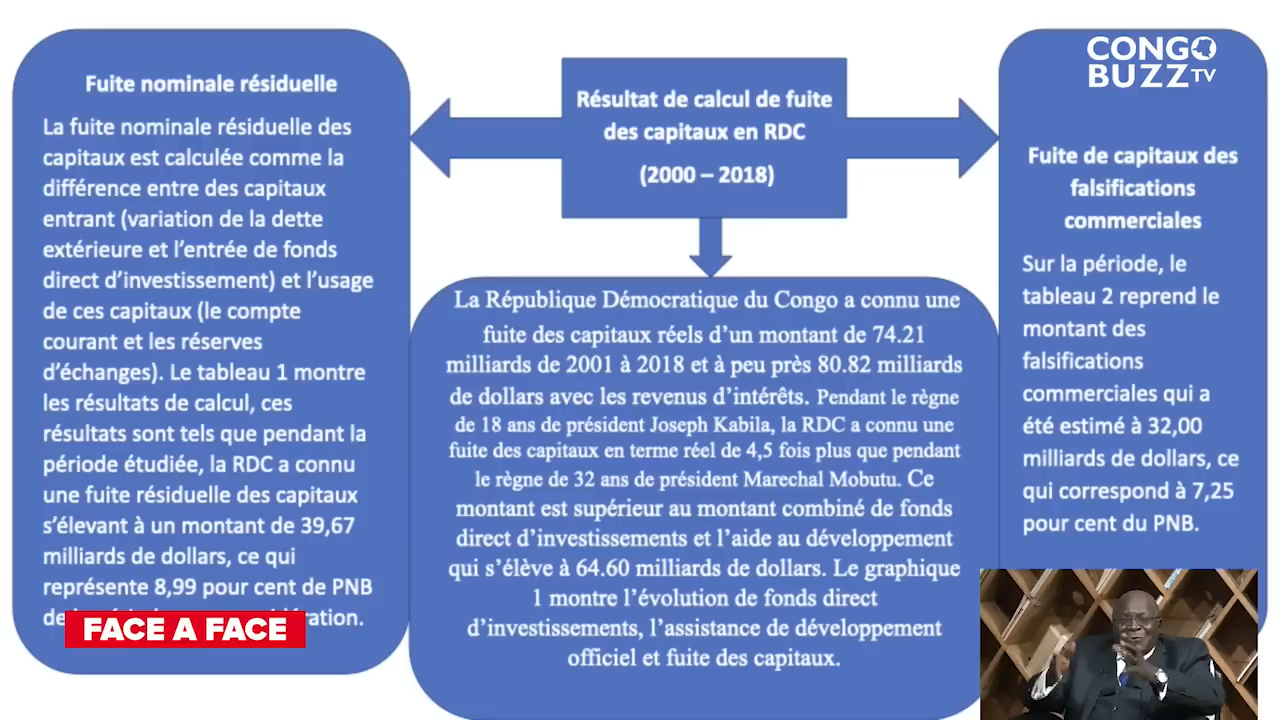 Fuite nominale résiduelle
La fuite nominale résiduelle des
capitaux est calculée comme la
différence entre des capitaux
entrant (variation de la dette
extérieure et l'entrée de fonds
direct d'investissement) et l'usage
de ces capitaux (le compte
courant et les réserves
d'échanges). Le tableau 1 montre
les résultats de calcul, ces
résultats sont tels que pendant la
période étudiée, la RDC a connu
une fuite résiduelle des capitaux
s'élevant à un montant de 39,67
milliards de dollars, ce qui
représente 8,99 pour cent de PNB
FACE A FACE
Résultat de calcul de fuite
des capitaux en RDC
(2000 – 2018)
La République Démocratique du Congo a connu une
fuite des capitaux réels d'un montant de 74.21
milliards de 2001 à 2018 et à peu près 80.82 milliards
de dollars avec les revenus d'intérêts. Pendant le règne
de 18 ans de président Joseph Kabila, la RDC a connu une
fuite des capitaux en terme réel de 4,5 fois plus que pendant
le règne de 32 ans de président Marechal Mobutu. Ce
montant est supérieur au montant combiné de fonds
direct d'investissements et l'aide au développement
qui s'élève à 64.60 milliards de dollars. Le graphique
1 montre l'évolution de fonds direct
d'investissements, l'assistance de développement
officiel et fuite des capitaux.
CONGO
BUZZ TV
Fuite de capitaux des
falsifications
commerciales
Sur la période, le
tableau 2 reprend le
montant des
falsifications
commerciales qui a
été estimé à 32,00
milliards de dollars, ce
qui correspond à 7,25
pour cent du PNB.